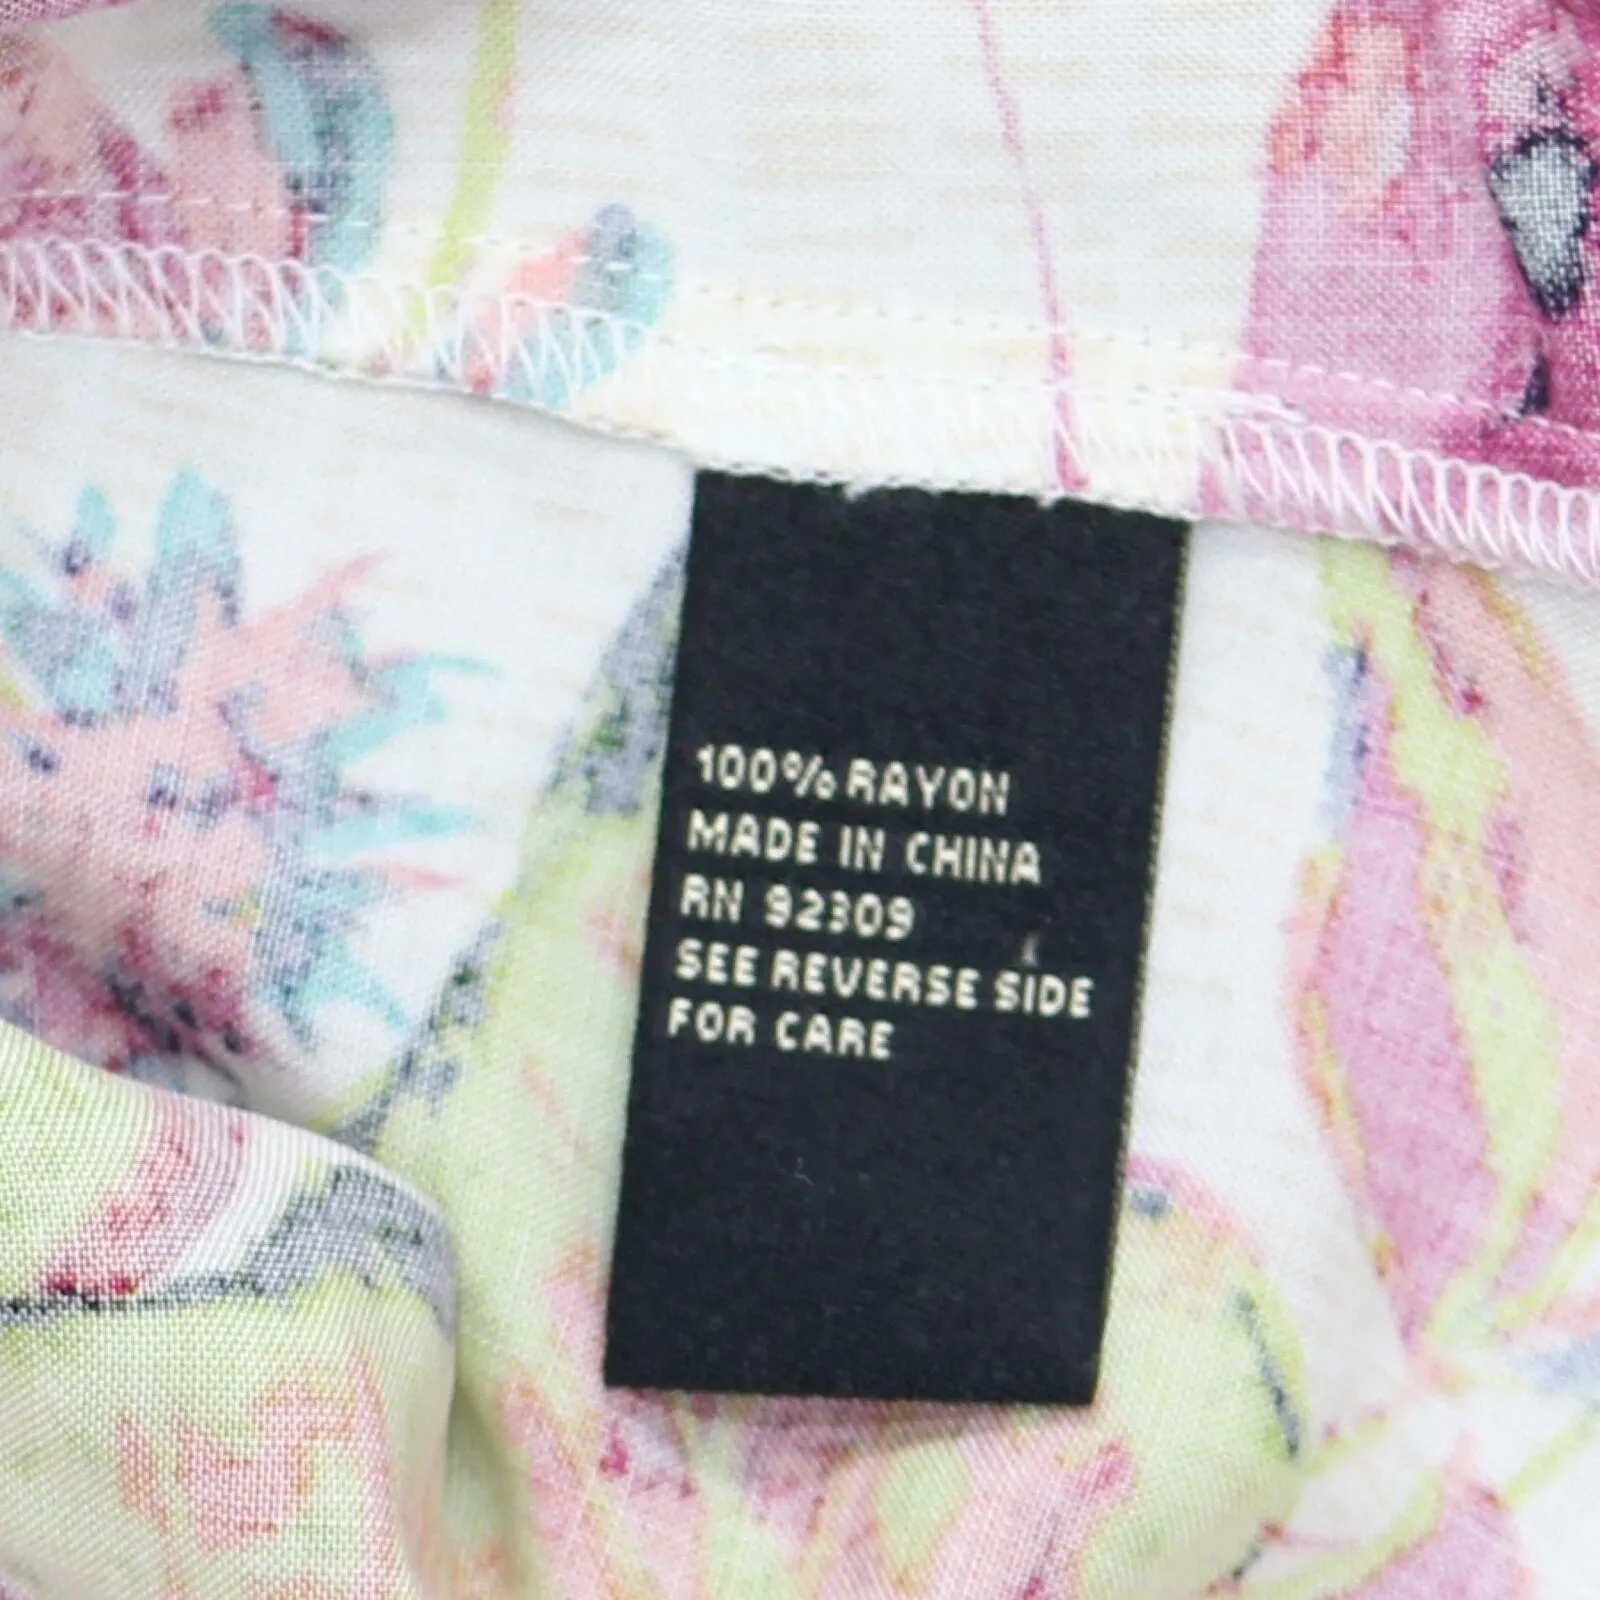 100% RAYON
MADE IN CHINA
RN 92309
SEE REVERSE SIDE
FOR CARE